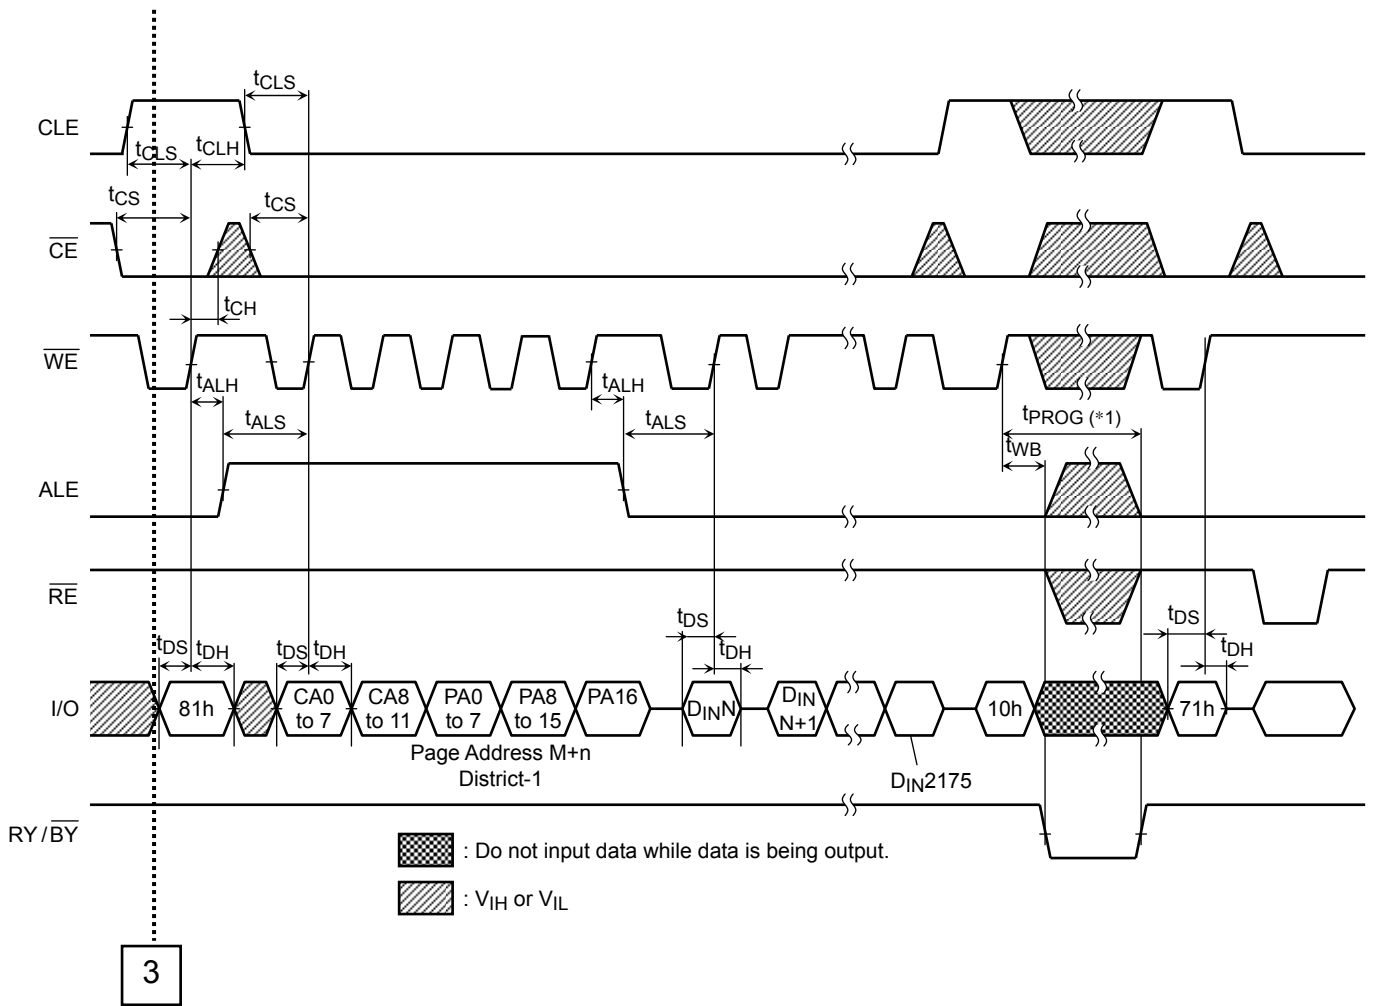 tCLS
CLE
tCLS tCLH
tCS tCS
CE
tCH
WE
tALH tALH
tALS tALS tPROG (*1)
tWB
ALE
RE
tDS tDH tDS tDH tDS tDH tDS tDH
I/O 81h CA0 to 7 CA8 to 11 PA0 to 7 PA8 to 15 PA16 DINN DIN N+1 10h 71h
Page Address M+n
District-1
DIN2175
RY/BY
: Do not input data while data is being output.
: VIH or VIL
3